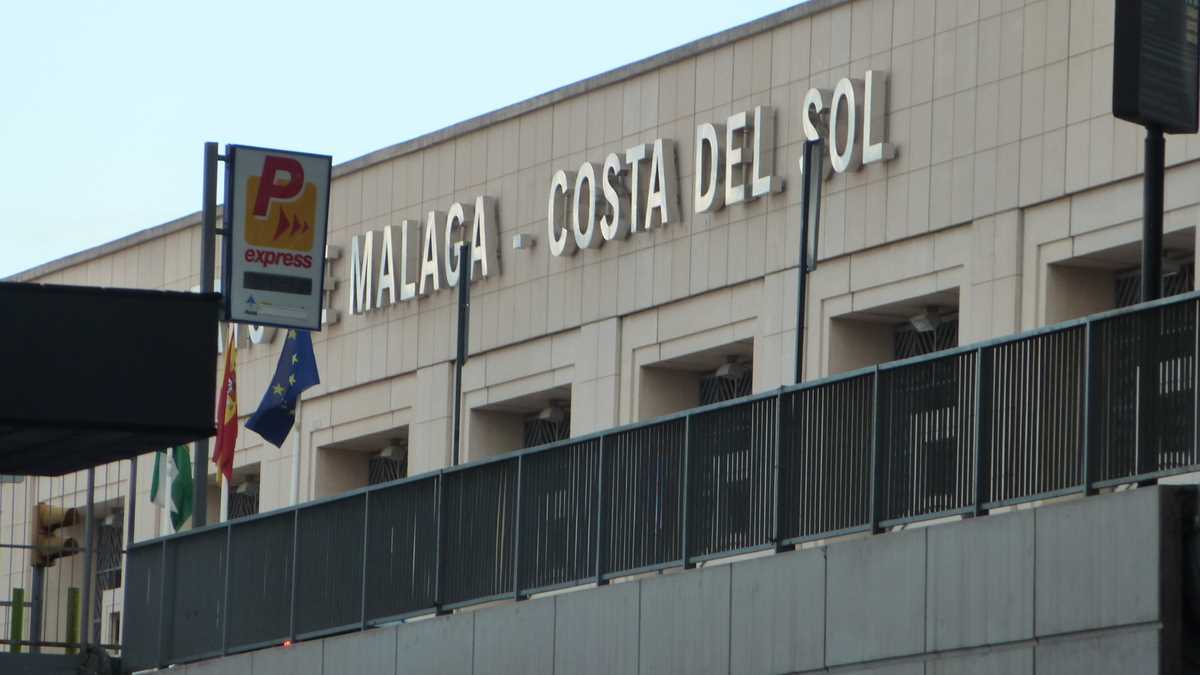 P
express
MALAGA - COSTA DEL SOL